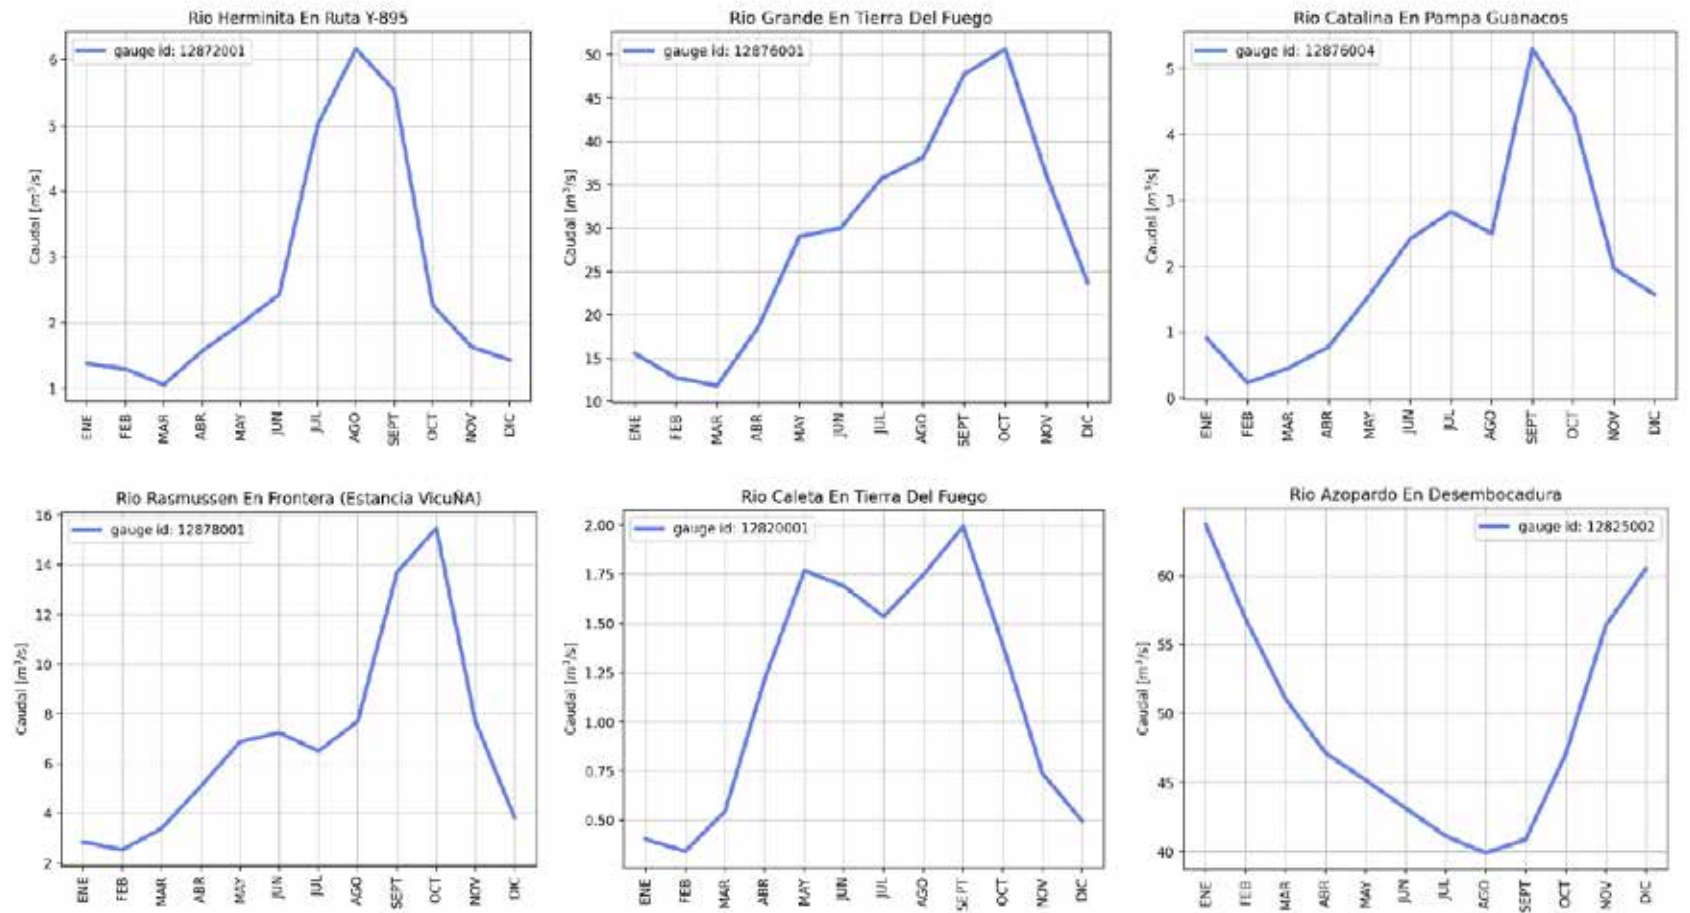 Rio Herminita En Ruta Y-895
gauge id: 12872001
Caudal [m³/s]
6
5
4
3
2
1
ENE FEB MAR ABR MAY JUN JUL AGO SEPT OCT NOV DIC
Rio Grande En Tierra Del Fuego
gauge id: 12876001
Caudal [m³/s]
50
45
40
35
30
25
20
15
10
ENE FEB MAR ABR MAY JUN JUL AGO SEPT OCT NOV DIC
Rio Catalina En Pampa Guanacos
gauge id: 12876004
Caudal [m³/s]
5
4
3
2
1
0
ENE FEB MAR ABR MAY JUN JUL AGO SEPT OCT NOV DIC
Rio Rasmussen En Frontera (Estancia VicuÑA)
gauge id: 12878001
Caudal [m³/s]
16
14
12
10
8
6
4
2
ENE FEB MAR ABR MAY JUN JUL AGO SEPT OCT NOV DIC
Rio Caleta En Tierra Del Fuego
gauge id: 12820001
Caudal [m³/s]
2.00
1.75
1.50
1.25
1.00
0.75
0.50
ENE FEB MAR ABR MAY JUN JUL AGO SEPT OCT NOV DIC
Rio Azopardo En Desembocadura
gauge id: 12825002
Caudal [m³/s]
60
55
50
45
40
ENE FEB MAR ABR MAY JUN JUL AGO SEPT OCT NOV DIC